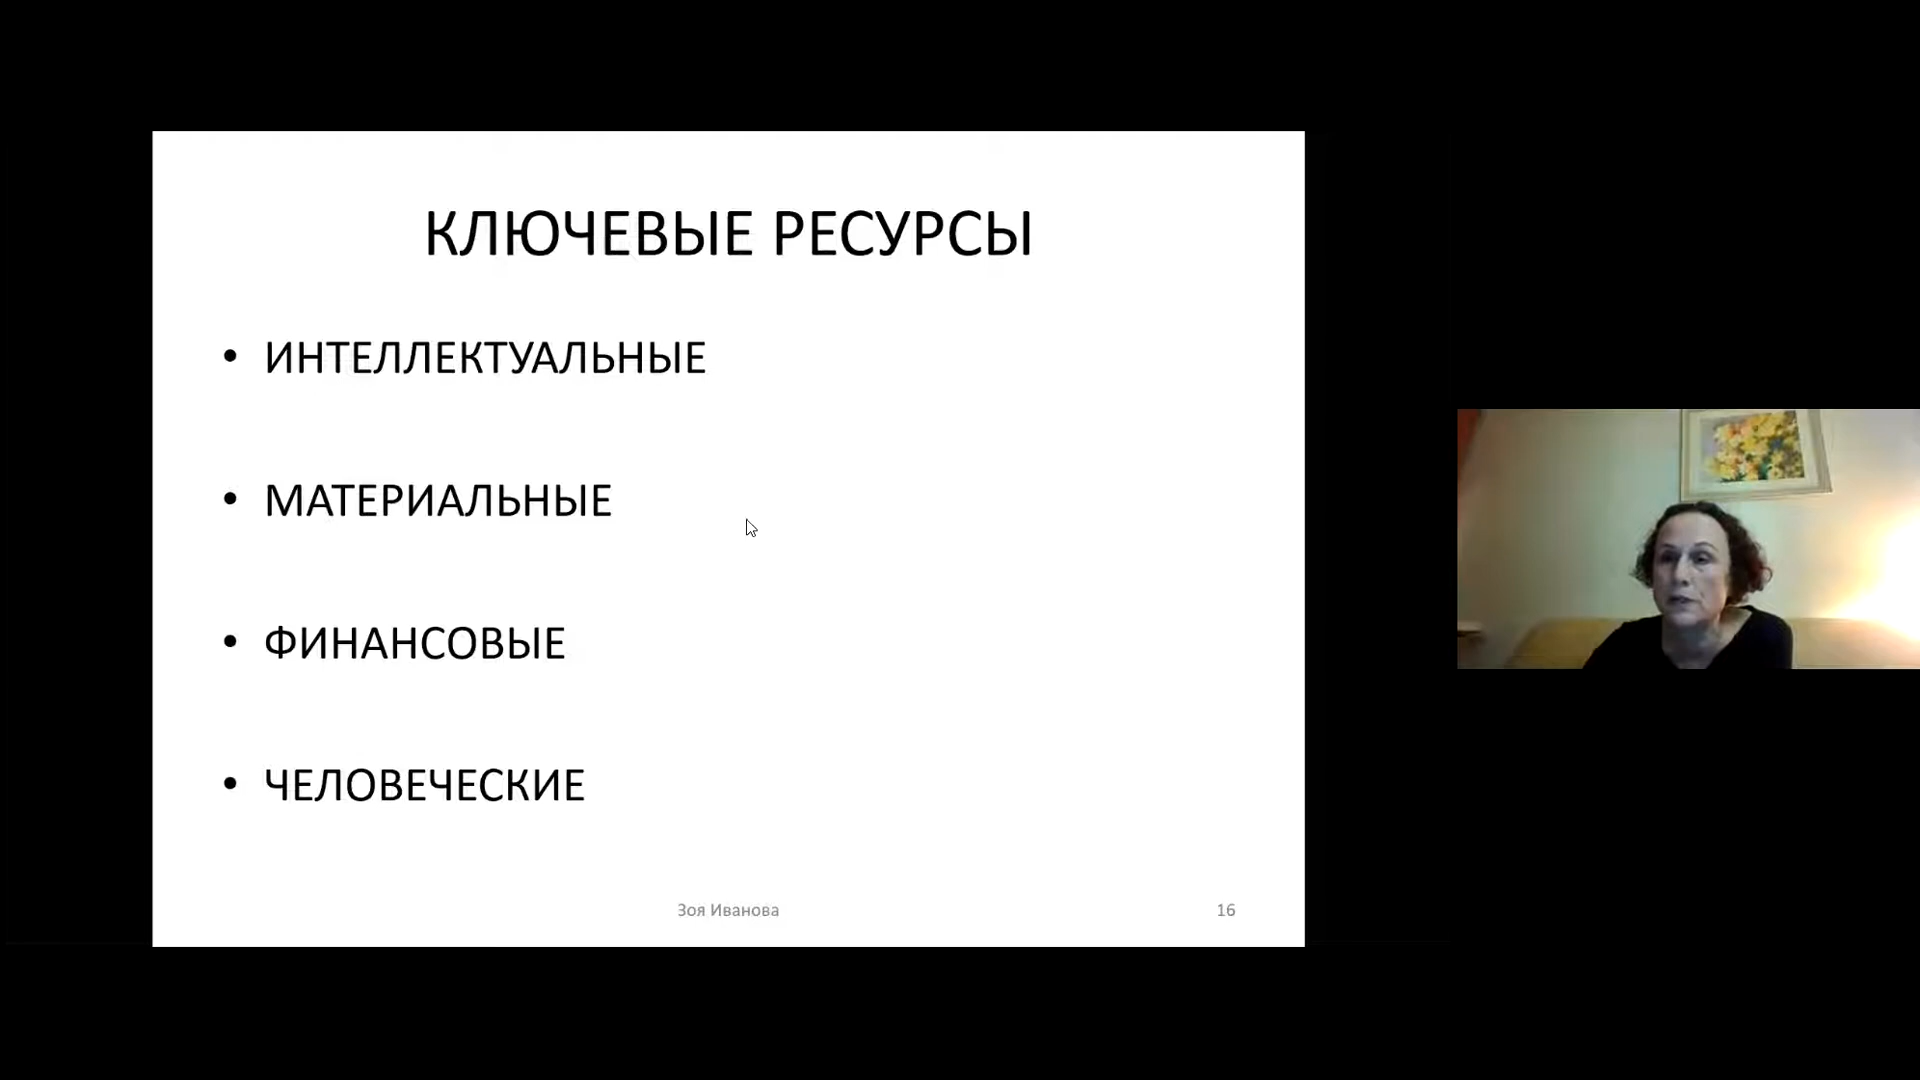 КЛЮЧЕВЫЕ РЕСУРСЫ
• ИНТЕЛЛЕКТУАЛЬНЫЕ
• МАТЕРИАЛЬНЫЕ
• ФИНАНСОВЫЕ
• ЧЕЛОВЕЧЕСКИЕ
Зоя Иванова
16